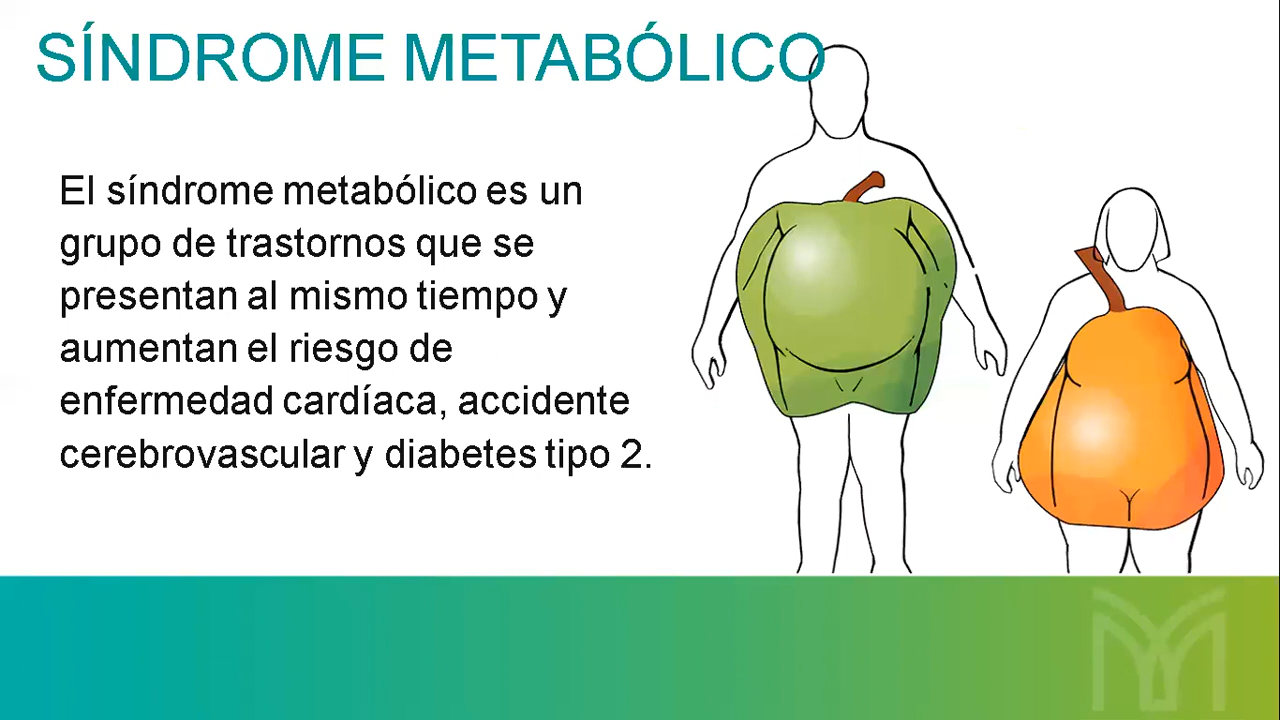 SÍNDROME METABÓLICO
El síndrome metabólico es un
grupo de trastornos que se
presentan al mismo tiempo y
aumentan el riesgo de
enfermedad cardíaca, accidente
cerebrovascular y diabetes tipo 2.